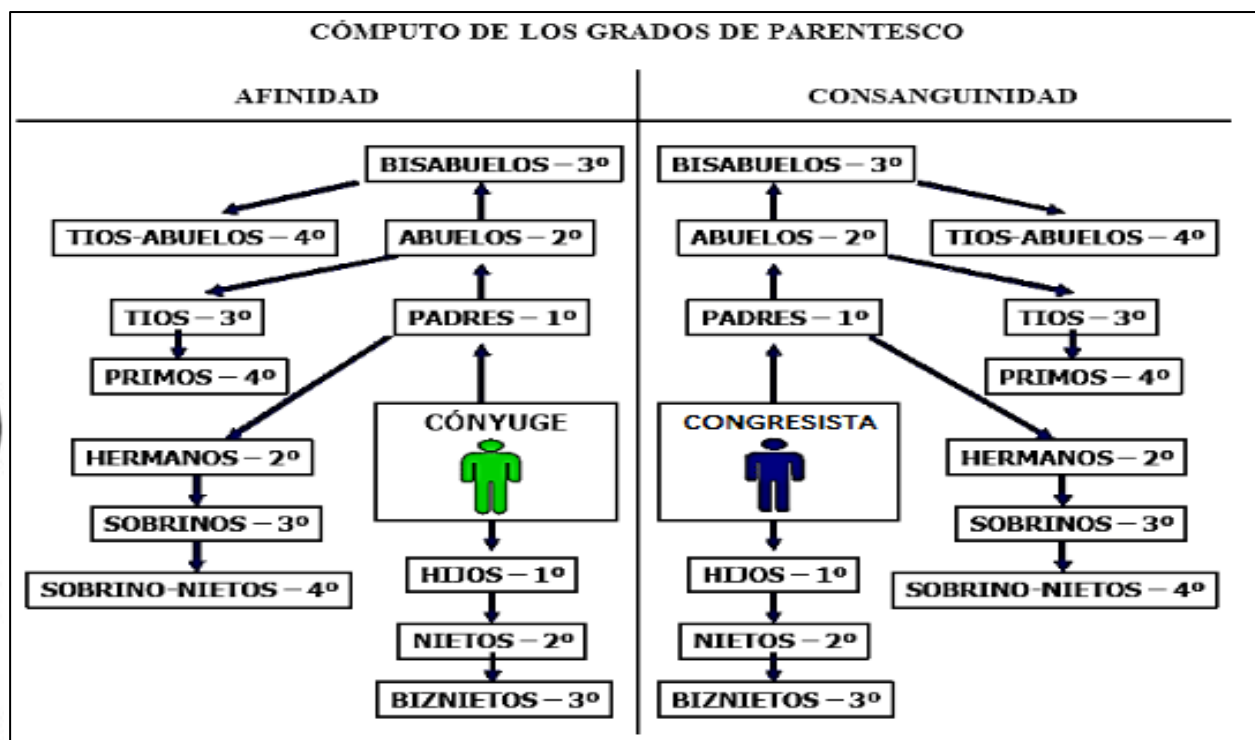 CÓMPUTO DE LOS GRADOS DE PARENTESCO
AFINIDAD
BISABUELOS – 3º
TIOS-ABUELOS – 4º
ABUELOS – 2º
TIOS – 3º
PADRES – 1º
PRIMOS – 4º
CÓNYUGE
HERMANOS – 2º
SOBRINOS – 3º
HIJOS – 1º
SOBRINO-NIETOS – 4º
NIETOS – 2º
BIZNIETOS – 3º
CONSANGUINIDAD
BISABUELOS – 3º
ABUELOS – 2º
TIOS-ABUELOS – 4º
PADRES – 1º
TIOS – 3º
PRIMOS – 4º
CONGRESISTA
HERMANOS – 2º
SOBRINOS – 3º
HIJOS – 1º
SOBRINO-NIETOS – 4º
NIETOS – 2º
BIZNIETOS – 3º